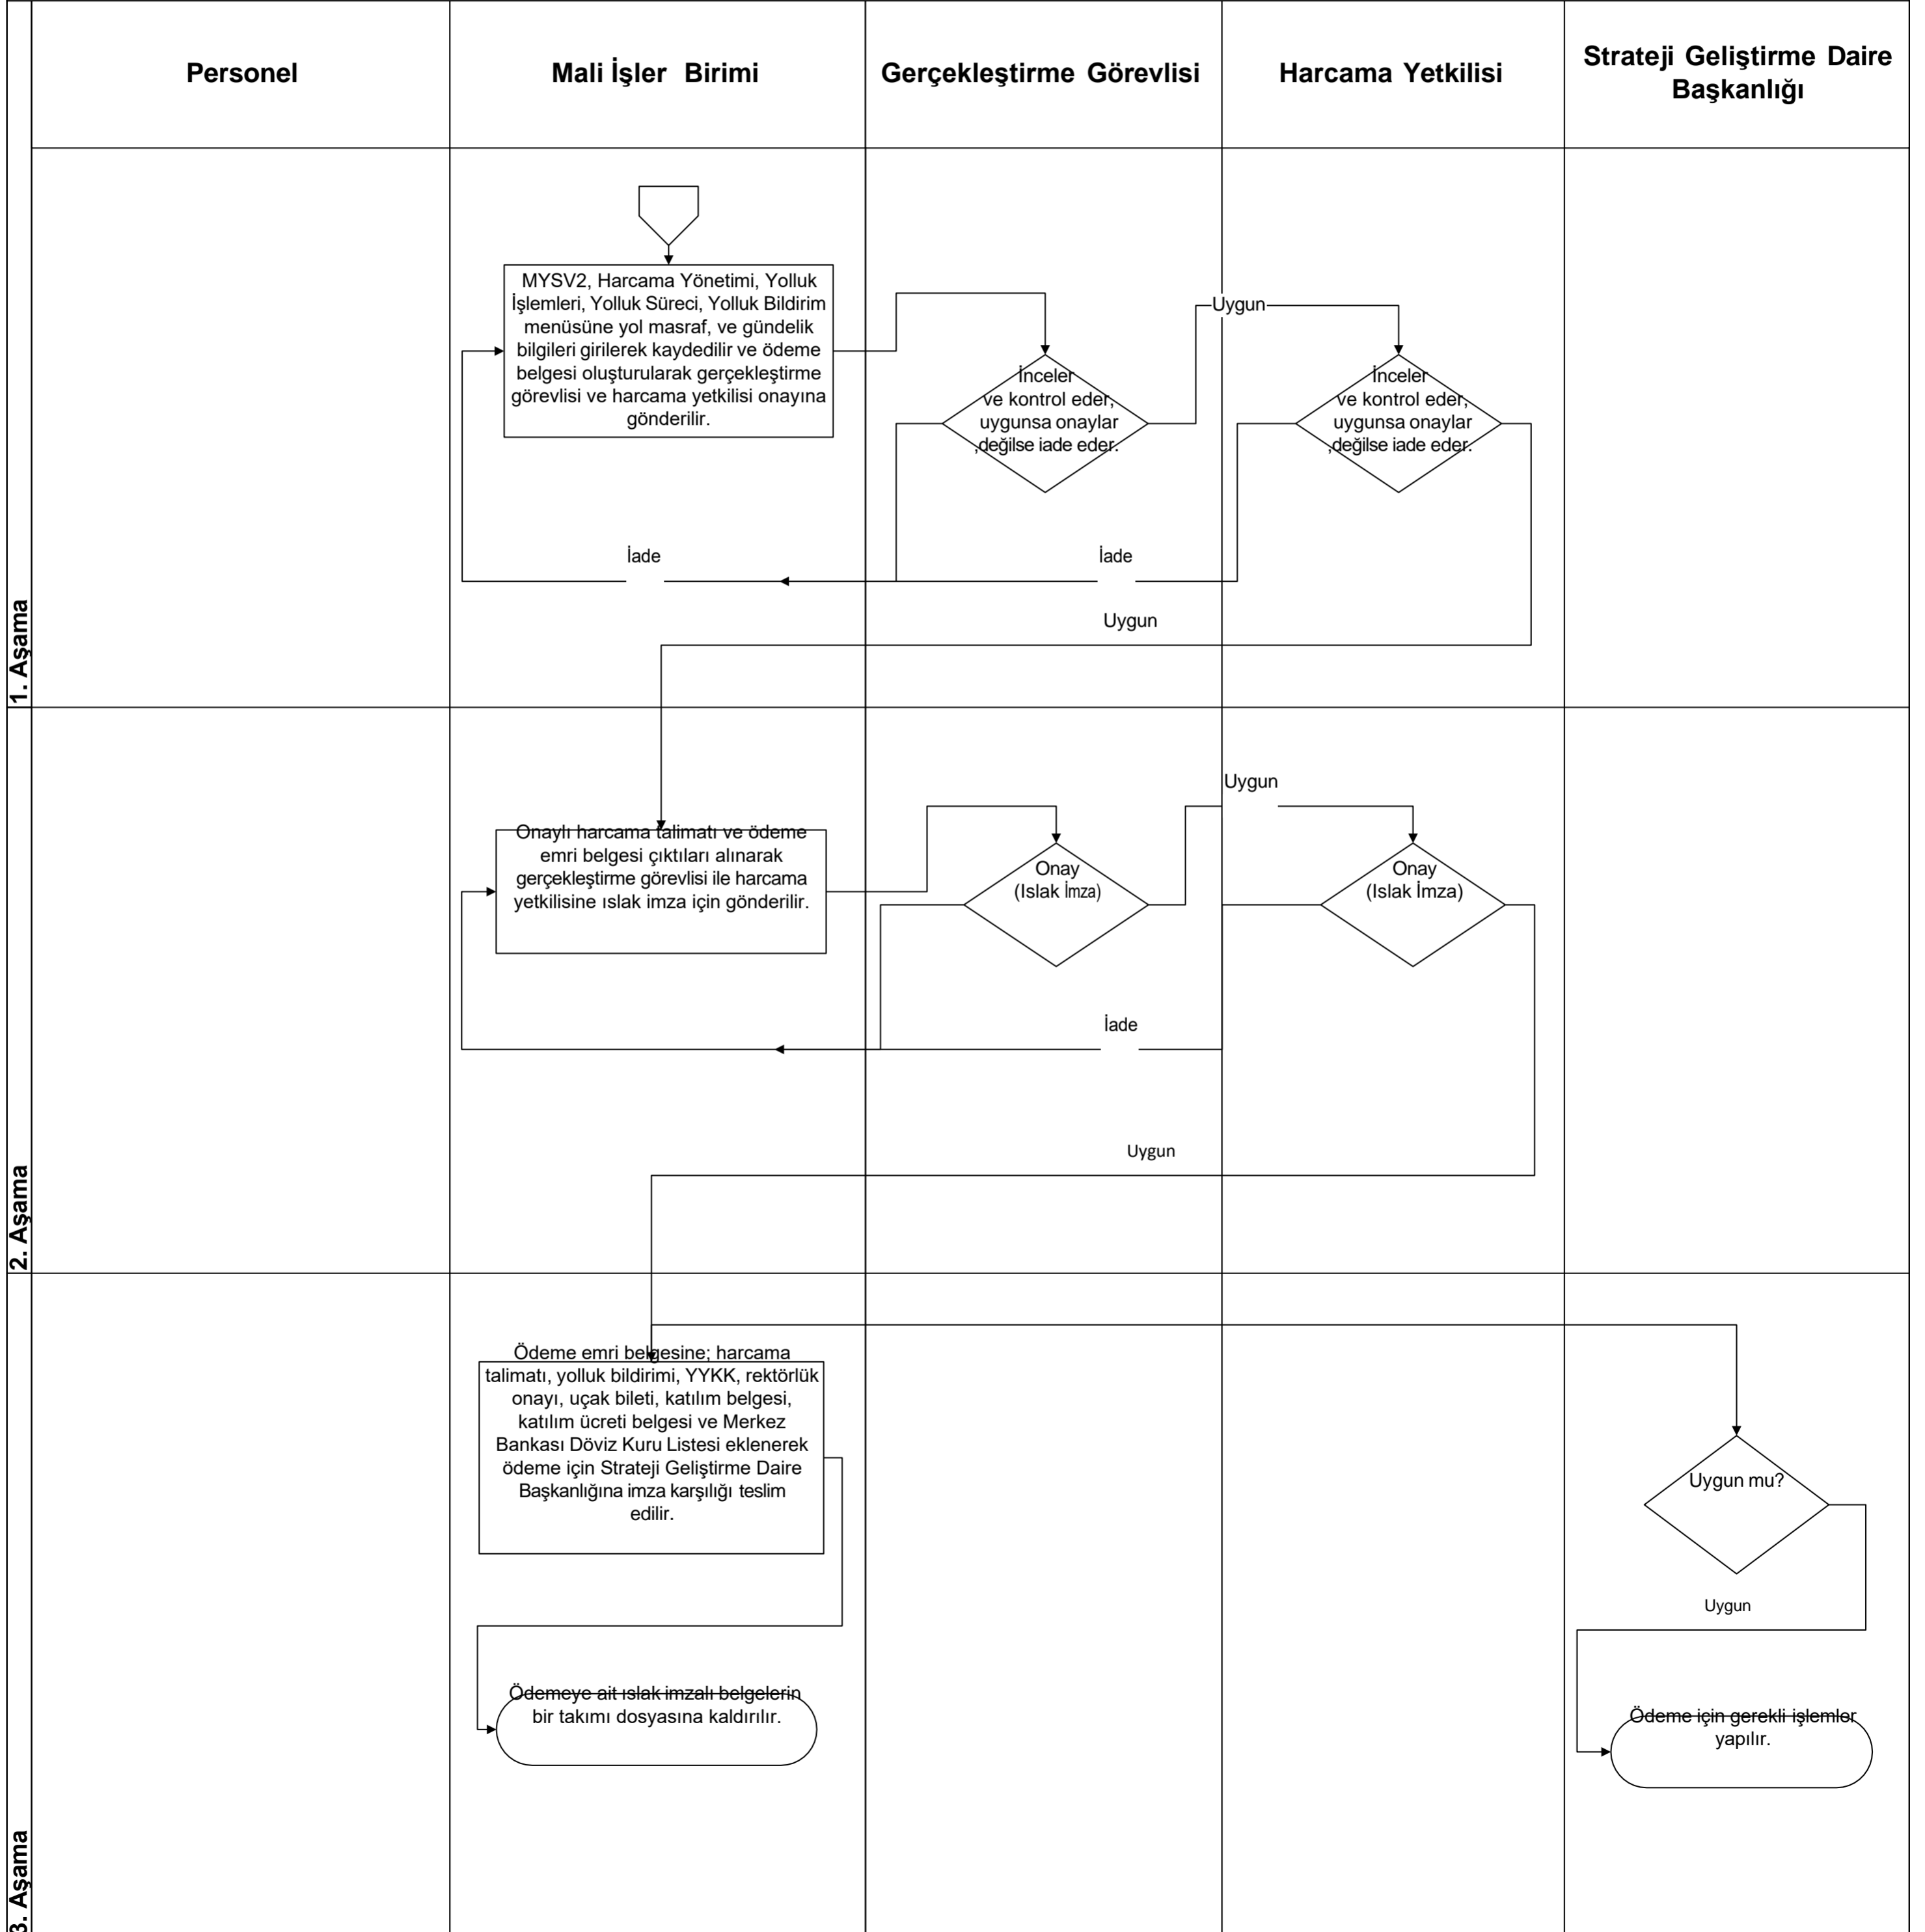 Personel
Mali İşler Birimi
Gerçekleştirme Görevlisi
Harcama Yetkilisi
Strateji Geliştirme Daire
Başkanlığı
1. Aşama
MYSV2, Harcama Yönetimi, Yolluk
İşlemleri, Yolluk Süreci, Yolluk Bildirim
menüsüne yol masraf, ve gündelik
bilgileri girilerek kaydedilir ve ödeme
belgesi oluşturularak gerçekleştirme
görevlisi ve harcama yetkilisi onayına
gönderilir.
İnceler
ve kontrol eder,
uygunsa onaylar
,değilse iade eder.
Uygun
İnceler
ve kontrol eder,
uygunsa onaylar
,değilse iade eder.
İade
İade
Uygun
2. Aşama
Onaylı harcama talimatı ve ödeme
emri belgesi çıktıları alınarak
gerçekleştirme görevlisi ile harcama
yetkilisine ıslak imza için gönderilir.
Onay
(Islak İmza)
Uygun
Onay
(Islak İmza)
İade
Uygun
3. Aşama
Ödeme emri belgesine; harcama
talimatı, yolluk bildirimi, YYKK, rektörlük
onayı, uçak bileti, katılım belgesi,
katılım ücreti belgesi ve Merkez
Bankası Döviz Kuru Listesi eklenerek
ödeme için Strateji Geliştirme Daire
Başkanlığına imza karşılığı teslim
edilir.
Uygun mu?
Uygun
Ödemeye ait ıslak imzalı belgelerin
bir takımı dosyasına kaldırılır.
Ödeme için gerekli işlemler
yapılır.